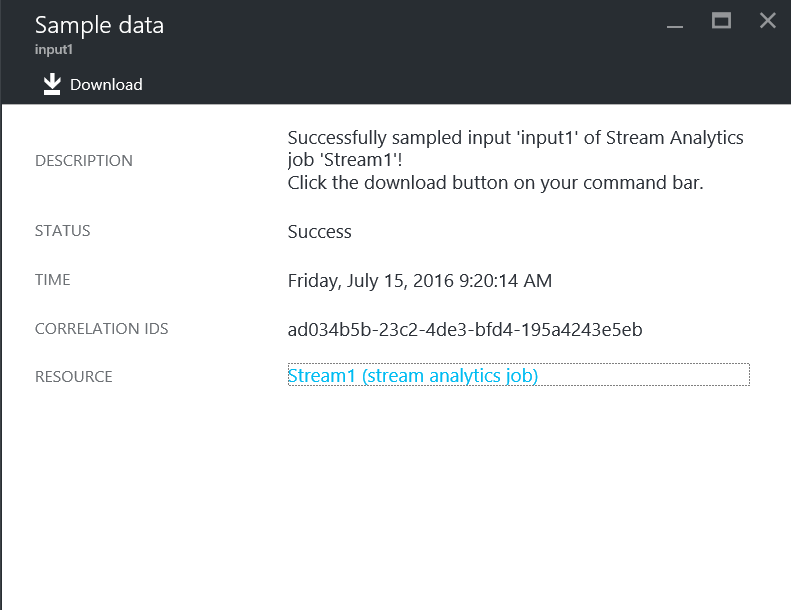 Sample data
input1
Download
DESCRIPTION
Successfully sampled input 'input1' of Stream Analytics
job 'Stream1'!
Click the download button on your command bar.
STATUS
Success
TIME
Friday, July 15, 2016 9:20:14 AM
CORRELATION IDS
ad034b5b-23c2-4de3-bfd4-195a4243e5eb
RESOURCE
Stream1 (stream analytics job)